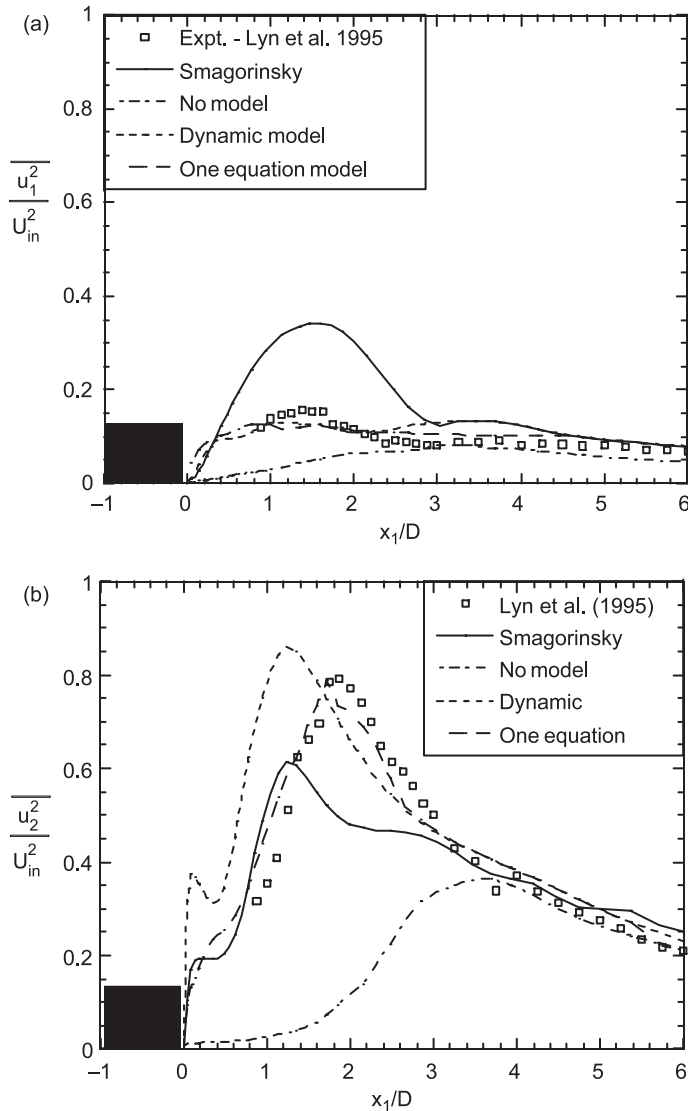 (a)
Expt. - Lyn et al. 1995
Smagorinsky
No model
Dynamic model
One equation model
1
0.8
0.6
0.4
0.2
0
u₁²
U²ᵢₙ
−1 0 1 2 3 4 5 6
x₁/D
(b)
Lyn et al. (1995)
Smagorinsky
No model
Dynamic
One equation
1
0.8
0.6
0.4
0.2
0
u₂²
U²ᵢₙ
−1 0 1 2 3 4 5 6
x₁/D